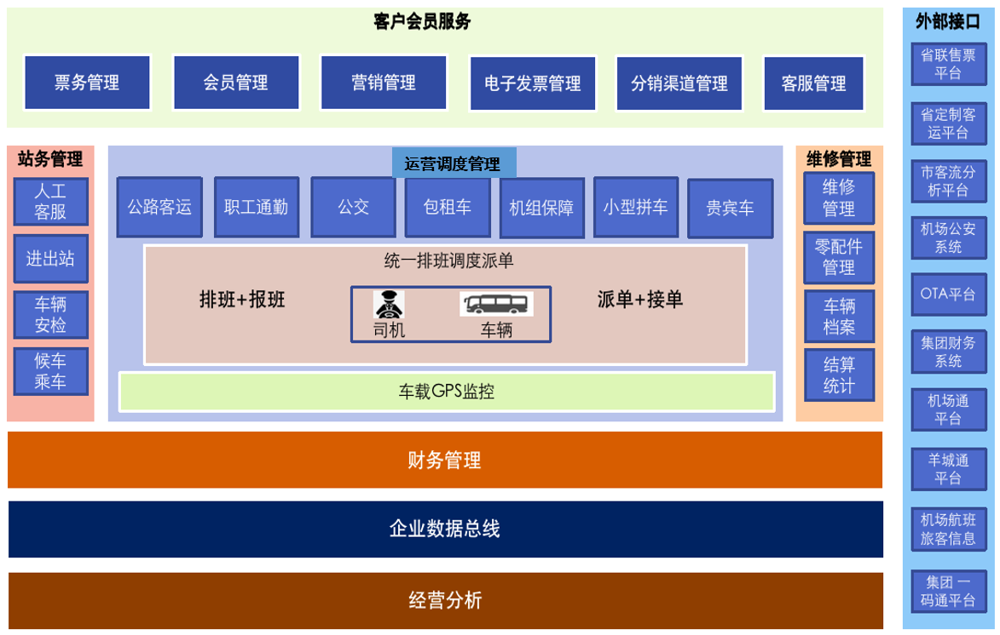 客户会员服务
票务管理
会员管理
营销管理
电子发票管理
分销渠道管理
客服管理
站务管理
人工
客服
进出站
车辆
安检
候车
乘车
运营调度管理
公路客运
职工通勤
公交
包租车
机组保障
小型拼车
贵宾车
统一排班调度派单
排班+报班
司机
车辆
派单+接单
车载GPS监控
维修管理
维修
管理
零配件
管理
车辆
档案
结算
统计
财务管理
企业数据总线
经营分析
外部接口
省联售票
平台
省定制客
运平台
市客流分
析平台
机场公安
系统
OTA平台
集团财务
系统
机场通
平台
羊城通
平台
机场航班
旅客信息
集团 一
码通平台